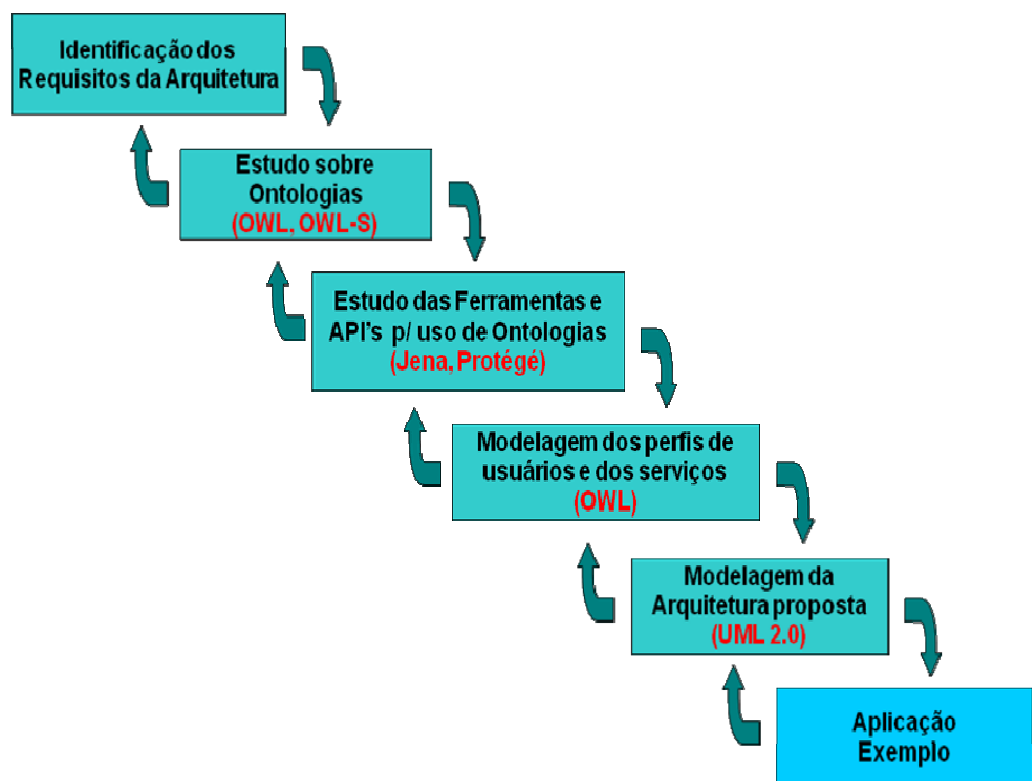 Identificação dos
Requisitos da Arquitetura
Estudo sobre
Ontologias
(OWL, OWL-S)
Estudo das Ferramentas e
API's p/ uso de Ontologias
(Jena, Protégé)
Modelagem dos perfis de
usuários e dos serviços
(OWL)
Modelagem da
Arquitetura proposta
(UML 2.0)
Aplicação
Exemplo